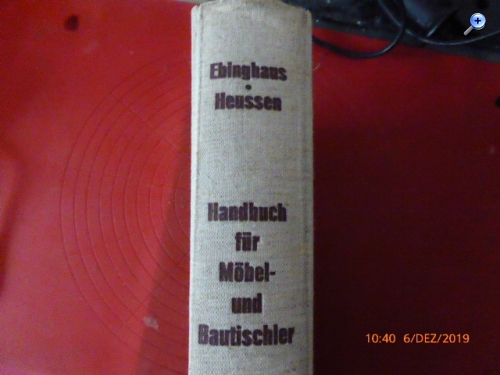 Ebinghaus
•
Heussen
Handbuch
für
Möbel-
und
Bautischler
10:40 6/DEZ/2019